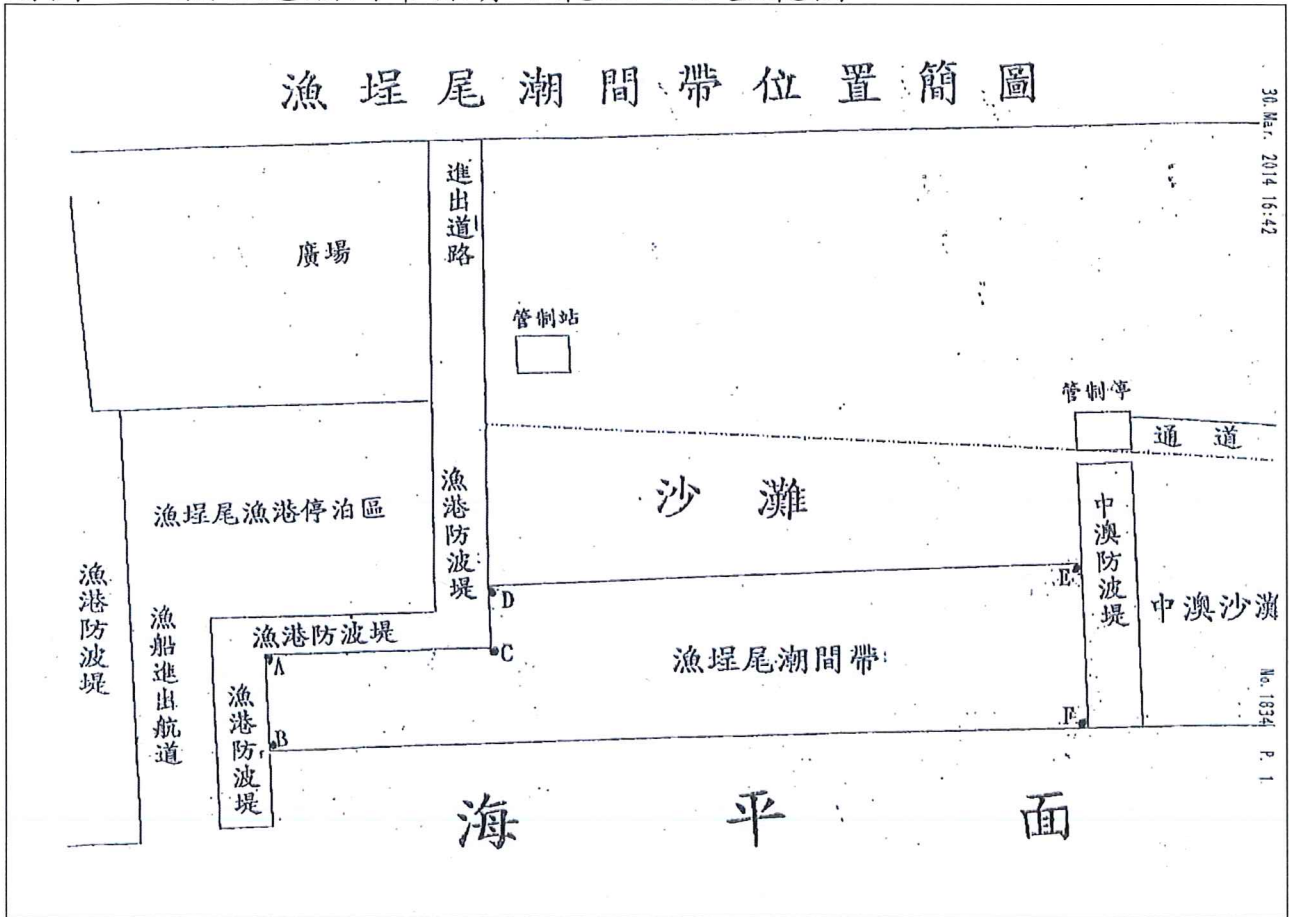 漁埕尾潮間帶位置簡圖
30. Mar. 2014 16:42
進出道路
廣場
管制站
管制停
通道
沙灘
漁港防波堤
漁埕尾漁港停泊區
中澳防波堤
漁港防波堤
漁船進出航道
漁港防波堤
D
E
中澳沙灘
A
C
漁埕尾潮間帶
漁港防波堤
B
F
No. 1834 P. 1
海平面